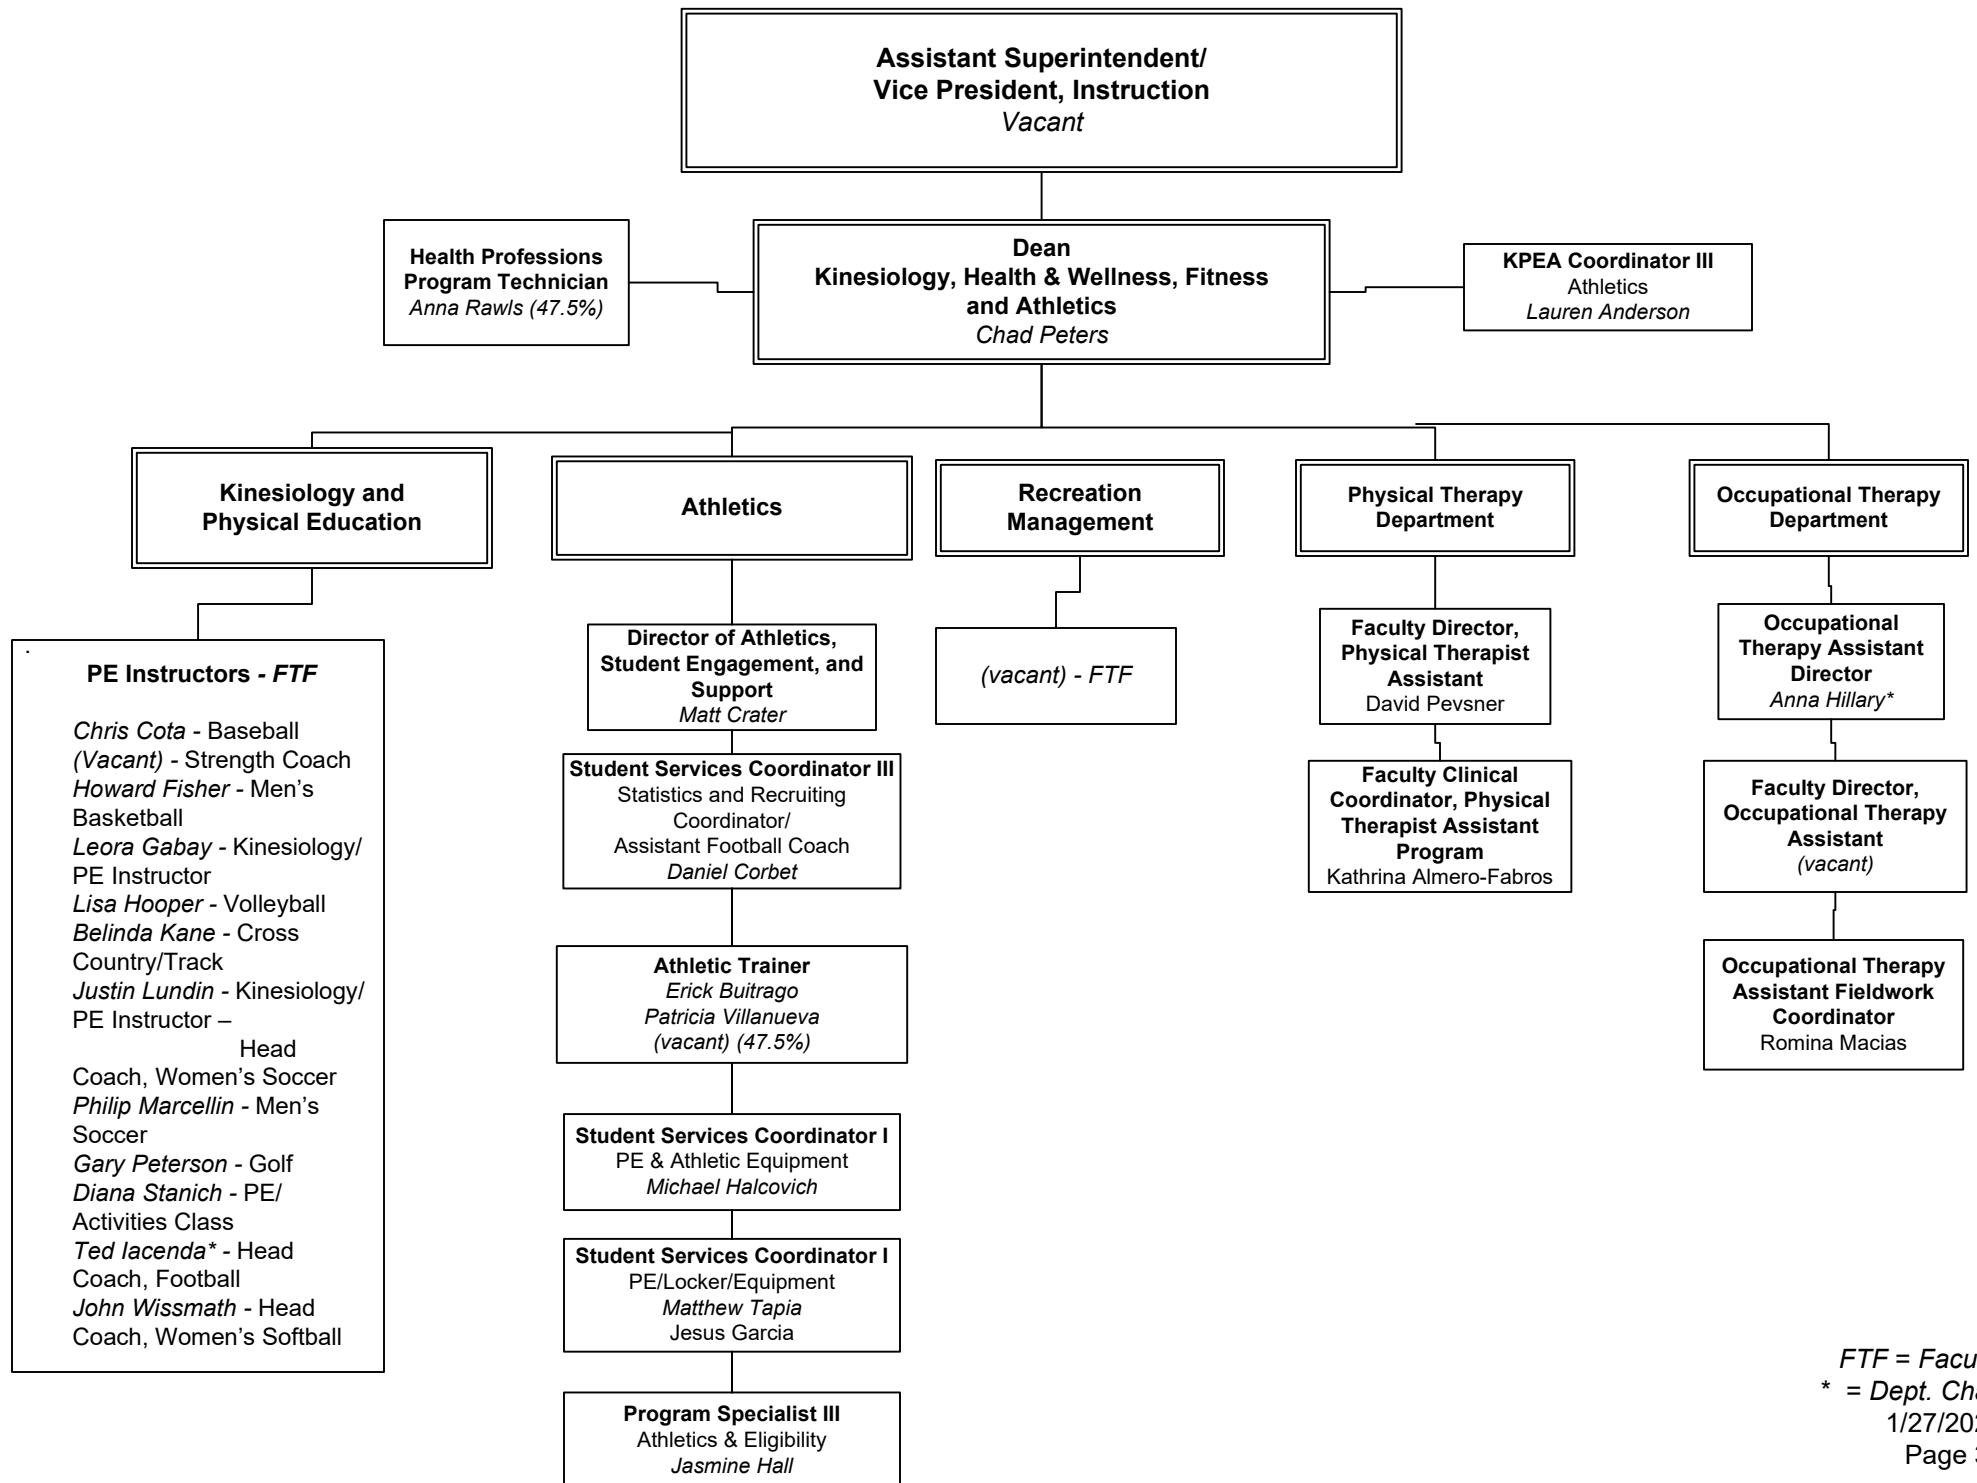 Assistant Superintendent/
Vice President, Instruction
Vacant
Health Professions
Program Technician
Anna Rawls (47.5%)
Dean
Kinesiology, Health & Wellness, Fitness
and Athletics
Chad Peters
KPEA Coordinator III
Athletics
Lauren Anderson
Kinesiology and
Physical Education
Athletics
Recreation
Management
Physical Therapy
Department
Occupational Therapy
Department
.
PE Instructors - FTF
Chris Cota - Baseball
(Vacant) - Strength Coach
Howard Fisher - Men’s
Basketball
Leora Gabay - Kinesiology/
PE Instructor
Lisa Hooper - Volleyball
Belinda Kane - Cross
Country/Track
Justin Lundin - Kinesiology/
PE Instructor –
Head
Coach, Women’s Soccer
Philip Marcellin - Men’s
Soccer
Gary Peterson - Golf
Diana Stanich - PE/
Activities Class
Ted Iacenda* - Head
Coach, Football
John Wissmath - Head
Coach, Women’s Softball
Director of Athletics,
Student Engagement, and
Support
Matt Crater
Student Services Coordinator III
Statistics and Recruiting
Coordinator/
Assistant Football Coach
Daniel Corbet
Athletic Trainer
Erick Buitrago
Patricia Villanueva
(vacant) (47.5%)
Student Services Coordinator I
PE & Athletic Equipment
Michael Halcovich
Student Services Coordinator I
PE/Locker/Equipment
Matthew Tapia
Jesus Garcia
Program Specialist III
Athletics & Eligibility
Jasmine Hall
(vacant) - FTF
Faculty Director,
Physical Therapist
Assistant
David Pevsner
Faculty Clinical
Coordinator, Physical
Therapist Assistant
Program
Kathrina Almero-Fabros
Occupational
Therapy Assistant
Director
Anna Hillary*
Faculty Director,
Occupational Therapy
Assistant
(vacant)
Occupational Therapy
Assistant Fieldwork
Coordinator
Romina Macias
FTF =
* = Dept.
Page